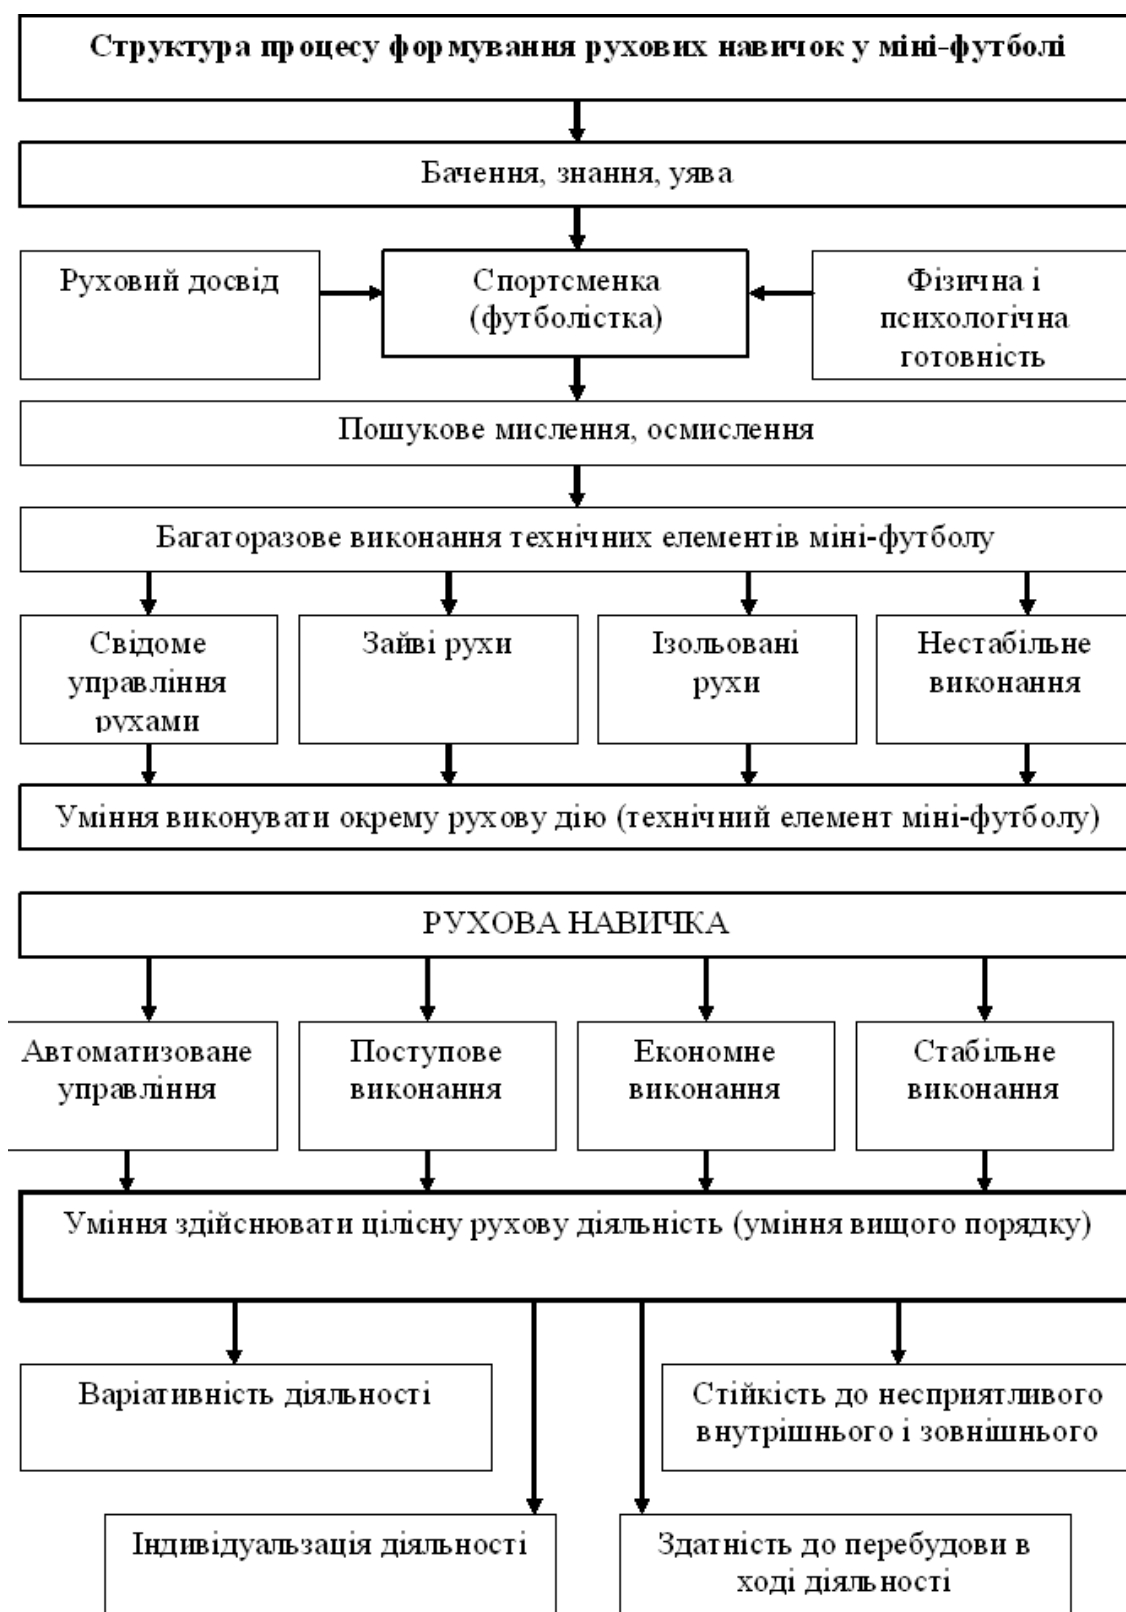 Структура процесу формування рухових навичок у міні-футболі
Бачення, знання, уява
Руховий досвід
Спортсменка
(футболістка)
Фізична і
психологічна
готовність
Пошукове мислення, осмислення
Багаторазове виконання технічних елементів міні-футболу
Свідоме
управління
рухами
Зайві рухи
Ізольовані
рухи
Нестабільне
виконання
Уміння виконувати окрему рухову дію (технічний елемент міні-футболу)
РУХОВА НАВИЧКА
Автоматизоване
управління
Поступове
виконання
Економне
виконання
Стабільне
виконання
Уміння здійснювати цілісну рухову діяльність (уміння вищого порядку)
Варіативність діяльності
Стійкість до несприятливого
внутрішнього і зовнішнього
Індивідуальзація діяльності
Здатність до перебудови в
ході діяльності